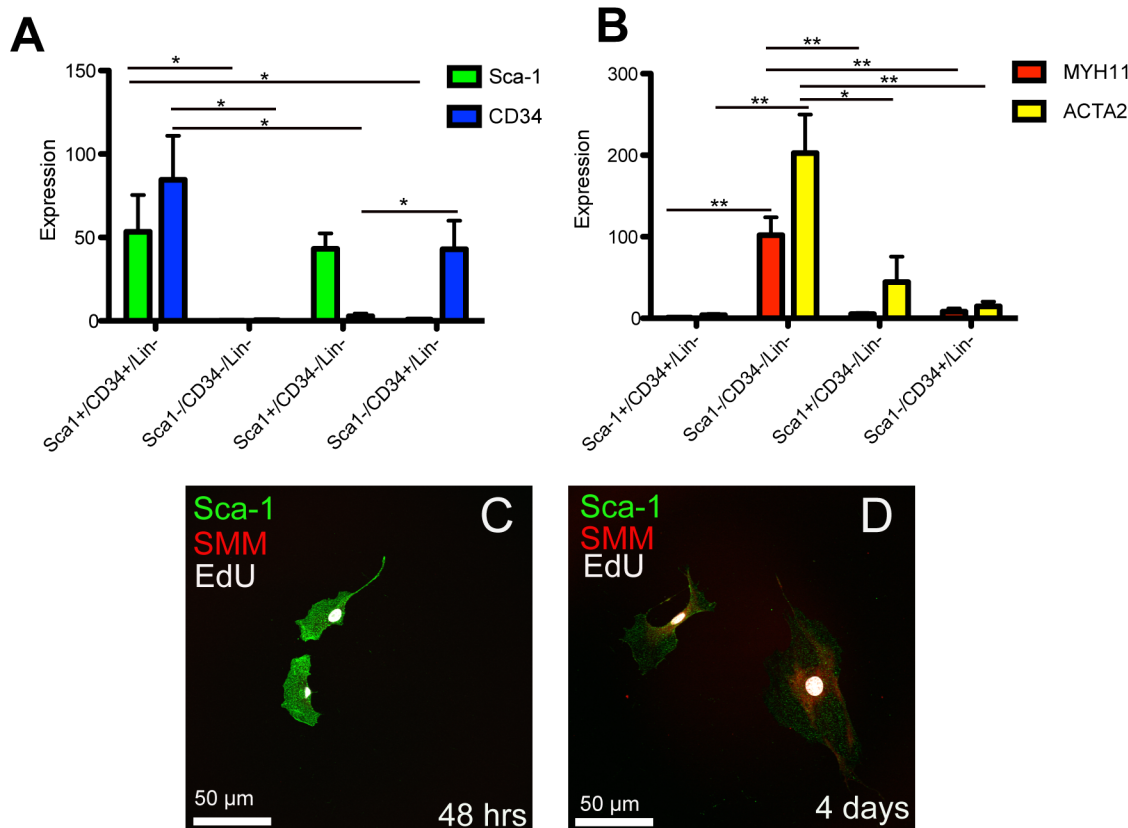 A
*
*
*
*
*
150
100
50
0
Expression
Sca-1
CD34
Sca1+/CD34+/Lin-
Sca1-/CD34-/Lin-
Sca1+/CD34-/Lin-
Sca1-/CD34+/Lin-
B
**
**
**
**
*
**
300
200
100
0
Expression
MYH11
ACTA2
Sca-1+/CD34+/Lin-
Sca1-/CD34-/Lin-
Sca1+/CD34-/Lin-
Sca1-/CD34+/Lin-
Sca-1
SMM
EdU
C
50 µm
48 hrs
Sca-1
SMM
EdU
D
50 µm
4 days